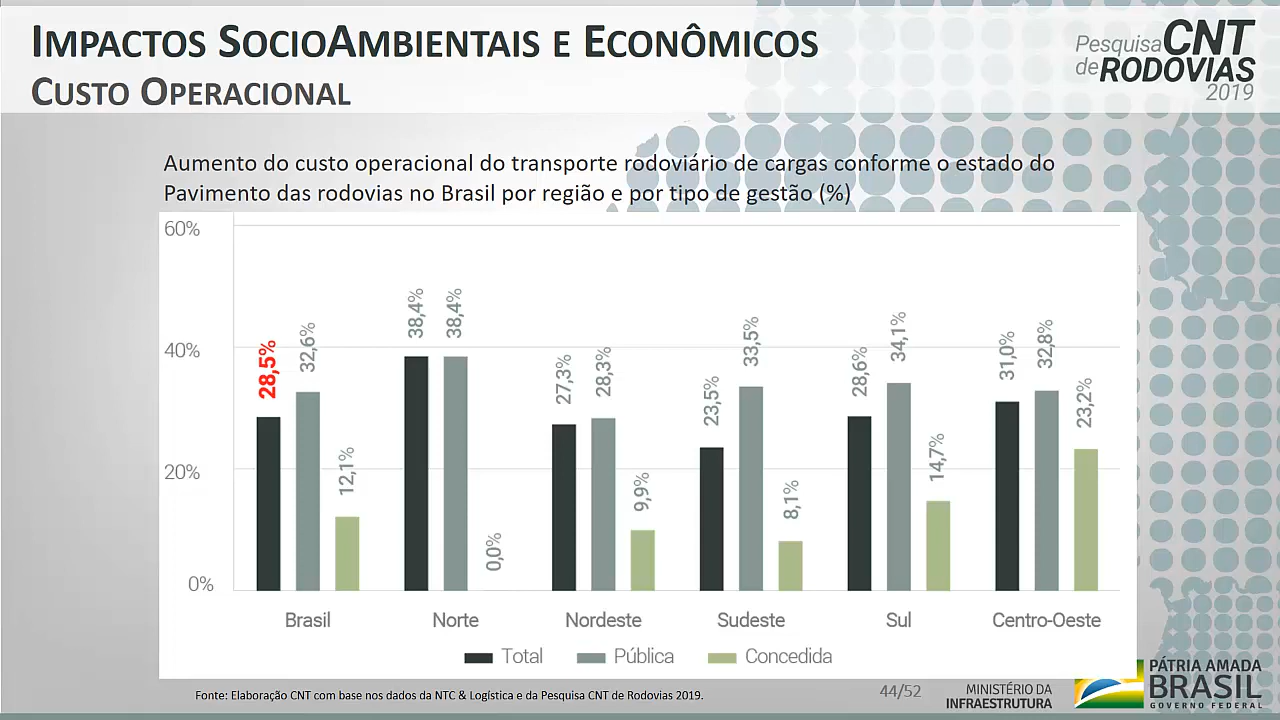 IMPACTOS SOCIOAMBIENTAIS E ECONÔMICOS
CUSTO OPERACIONAL
Pesquisa CNT
de RODOVIAS
2019
Aumento do custo operacional do transporte rodoviário de cargas conforme o estado do
Pavimento das rodovias no Brasil por região e por tipo de gestão (%)
60%
40%
20%
0%
28,5%
32,6%
12,1%
38,4%
38,4%
0,0%
27,3%
28,3%
9,9%
23,5%
33,5%
8,1%
28,6%
34,1%
14,7%
31,0%
32,8%
23,2%
Brasil
Norte
Nordeste
Sudeste
Sul
Centro-Oeste
Total
Pública
Concedida
Fonte: Elaboração CNT com base nos dados da NTC & Logística e da Pesquisa CNT de Rodovias 2019.
44/52
MINISTÉRIO DA
INFRAESTRUTURA
PÁTRIA AMADA
BRASIL
GOVERNO FEDERAL